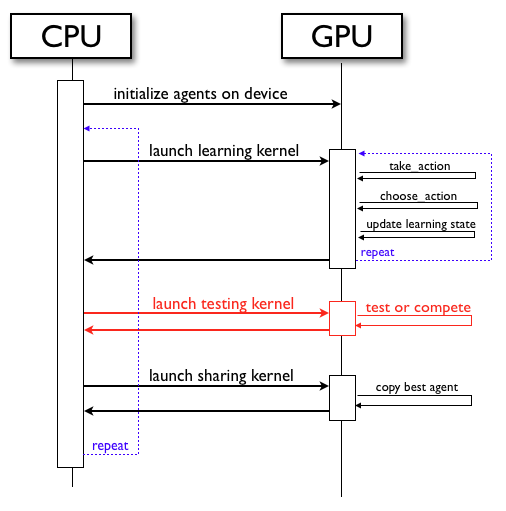 CPU
GPU
initialize agents on device
launch learning kernel
take_action
choose_action
update learning state
repeat
launch testing kernel
test or compete
launch sharing kernel
copy best agent
repeat